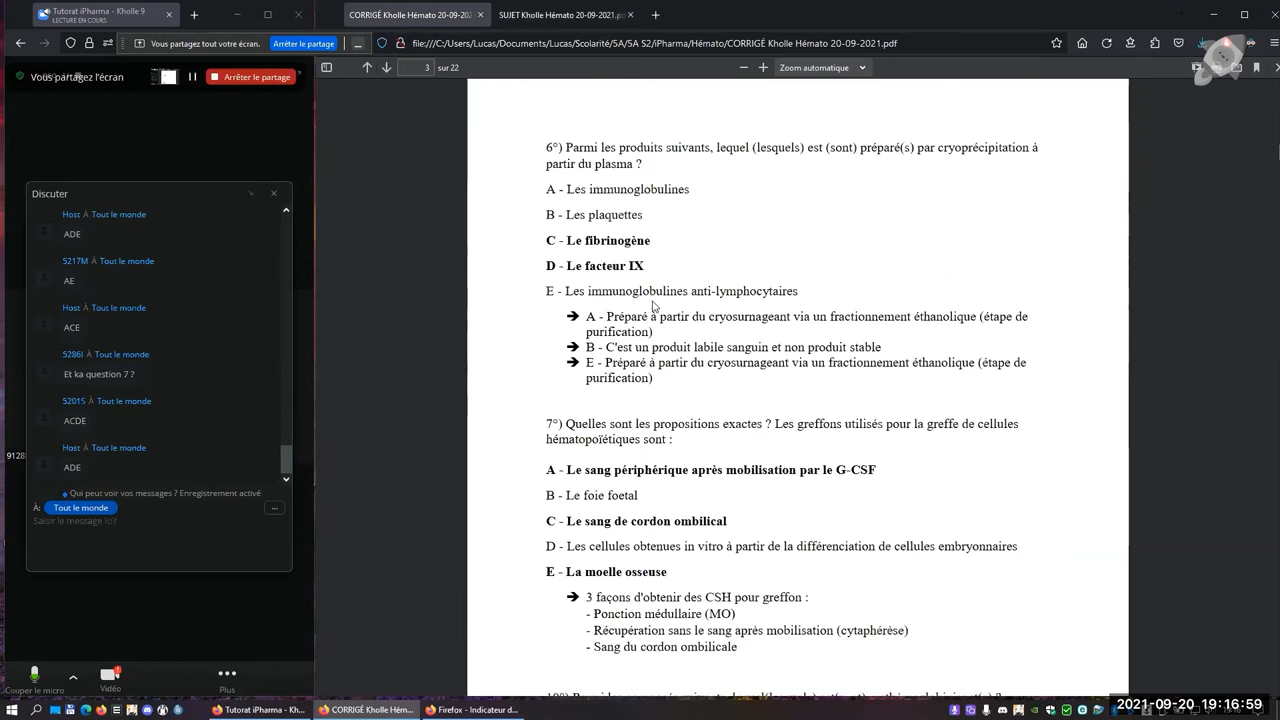 Tutorat iPharma - Kholle 9
LECTURE EN COURS
CORRIGÉ Kholle Hémato 20-09-202
SUJET Kholle Hémato 20-09-2021.pd
Vous partagez tout votre écran.
Arrêter le partage
file:///C:/Users/Lucas/Documents/Lucas/Scolarité/SA/SA S2/iPharma/Hémato/CORRIGÉ Kholle Hémato 20-09-2021.pdf
Vous partagez l'écran
Arrêter le partage
3 sur 22
Zoom automatique
Discuter
Host À Tout le monde
ADE
5217M À Tout le monde
AE
Host À Tout le monde
ACE
5286I À Tout le monde
Et ka question 7 ?
5201S À Tout le monde
ACDE
Host À Tout le monde
ADE
9128
Qui peut voir vos messages ? Enregistrement activé
À: Tout le monde
...
Saisir le message ici?
Couper le micro
Vidéo
Plus
6°) Parmi les produits suivants, lequel (lesquels) est (sont) préparé(s) par cryoprécipitation à
partir du plasma ?
A - Les immunoglobulines
B - Les plaquettes
C - Le fibrinogène
D - Le facteur IX
E - Les immunoglobulines anti-lymphocytaires
➔ A - Préparé à partir du cryosurnageant via un fractionnement éthanolique (étape de
purification)
➔ B - C'est un produit labile sanguin et non produit stable
➔ E - Préparé à partir du cryosurnageant via un fractionnement éthanolique (étape de
purification)
7°) Quelles sont les propositions exactes ? Les greffons utilisés pour la greffe de cellules
hématopoïétiques sont :
A - Le sang périphérique après mobilisation par le G-CSF
B - Le foie foetal
C - Le sang de cordon ombilical
D - Les cellules obtenues in vitro à partir de la différenciation de cellules embryonnaires
E - La moelle osseuse
➔ 3 façons d'obtenir des CSH pour greffon :
- Ponction médullaire (MO)
- Récupération sans le sang après mobilisation (cytaphérèse)
- Sang du cordon ombilicale
Tutorat iPharma - Kh...
CORRIGÉ Kholle Hém...
Firefox - Indicateur d...
2021-09-20 19:16:59